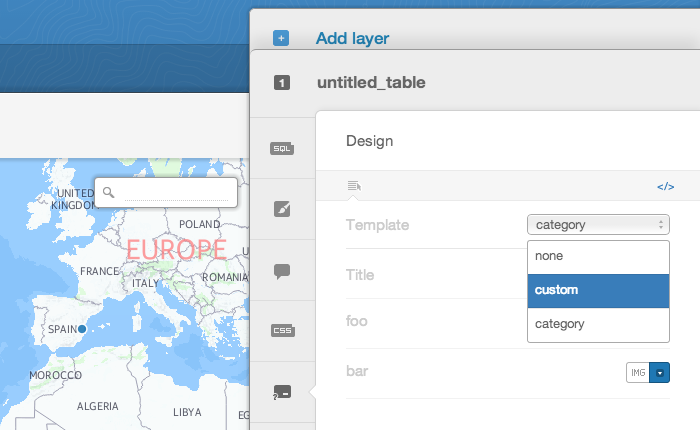 Add layer
1
untitled_table
SQL
Design
</>
Template
category
none
custom
category
Title
foo
bar
IMG
CSS
UNITED
KINGDOM
POLAND
EUROPE
FRANCE
ITALY
ROMANIA
SPAIN
MOROCCO
ALGERIA
LIBYA